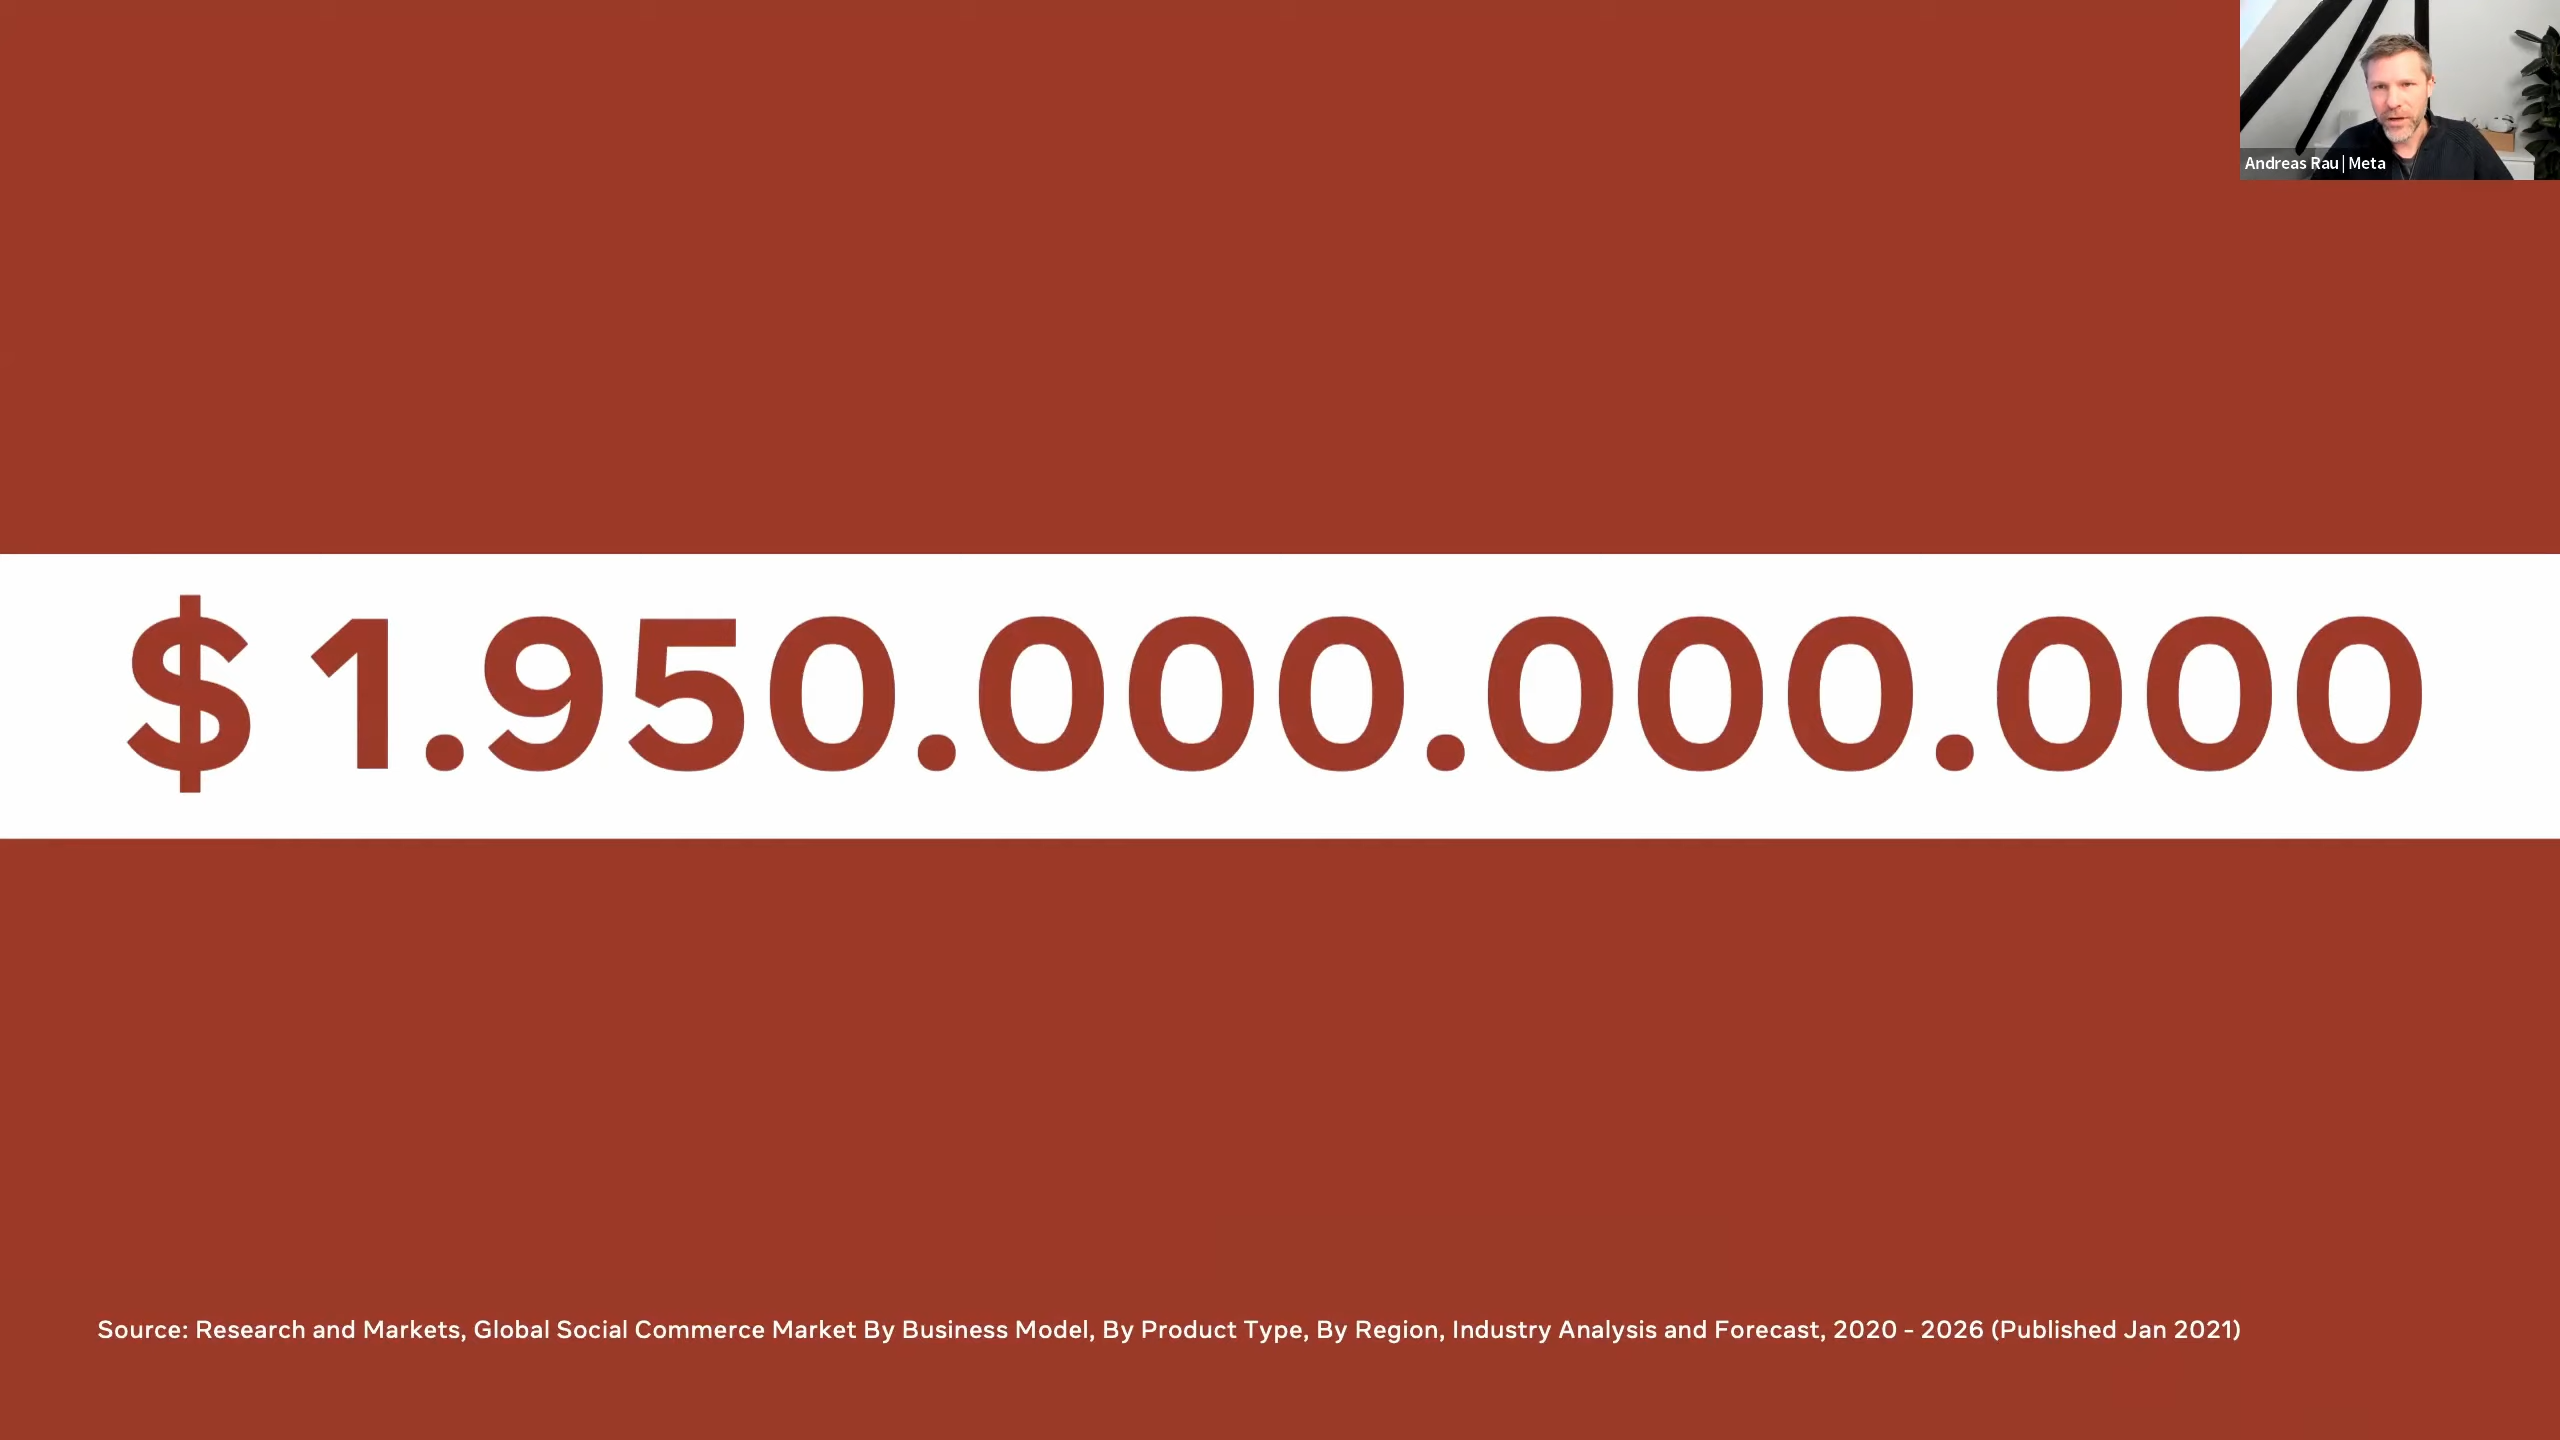 Andreas Rau | Meta
$ 1.950.000.000.000
Source: Research and Markets, Global Social Commerce Market By Business Model, By Product Type, By Region, Industry Analysis and Forecast, 2020 - 2026 (Published Jan 2021)